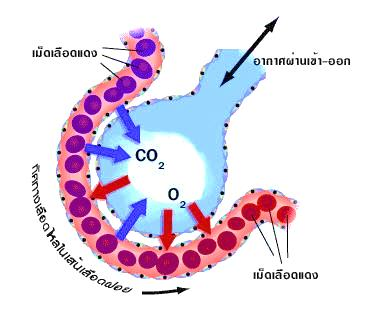 เม็ดเลือดแดง
อากาศผ่านเข้า-ออก
CO2
O2
ทิศทางเลือดไหลในเส้นเลือดฝอย
เม็ดเลือดแดง